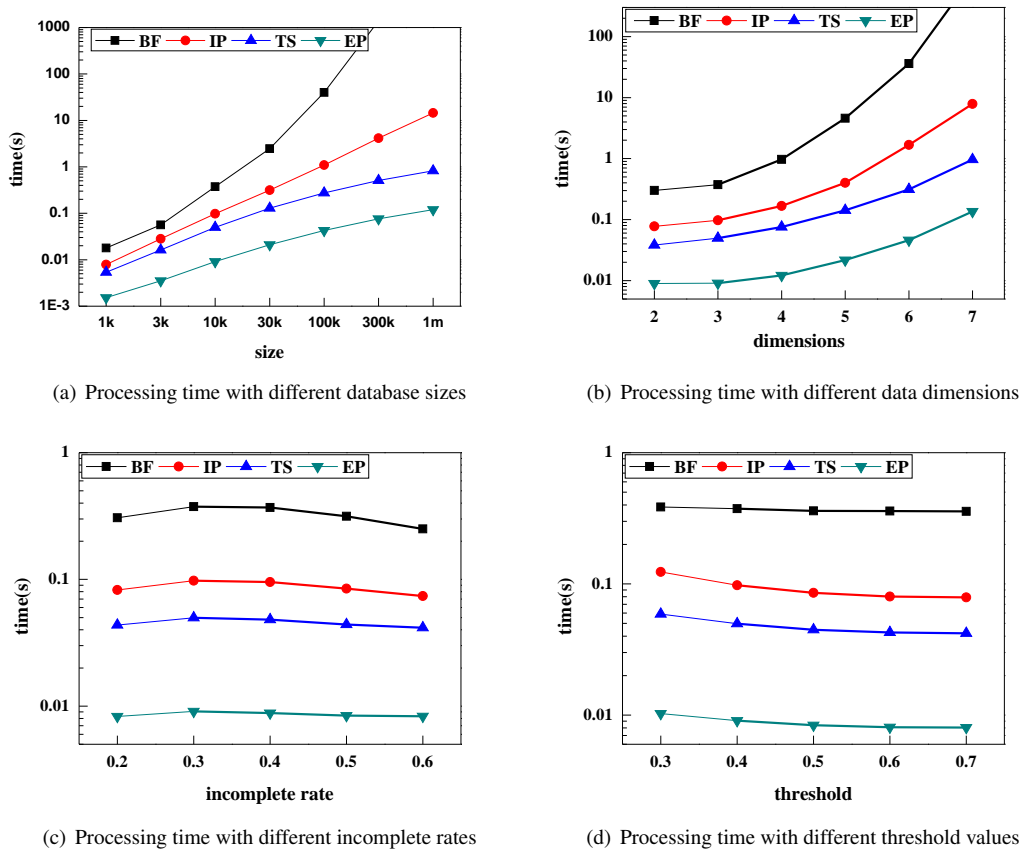 BF IP TS EP
1000
100
10
1
0.1
0.01
1E-3
time(s)
1k 3k 10k 30k 100k 300k 1m
size
(a) Processing time with different database sizes
BF IP TS EP
100
10
1
0.1
0.01
time(s)
2 3 4 5 6 7
dimensions
(b) Processing time with different data dimensions
BF IP TS EP
1
0.1
0.01
time(s)
0.2 0.3 0.4 0.5 0.6
incomplete rate
(c) Processing time with different incomplete rates
BF IP TS EP
1
0.1
0.01
time(s)
0.3 0.4 0.5 0.6 0.7
threshold
(d) Processing time with different threshold values